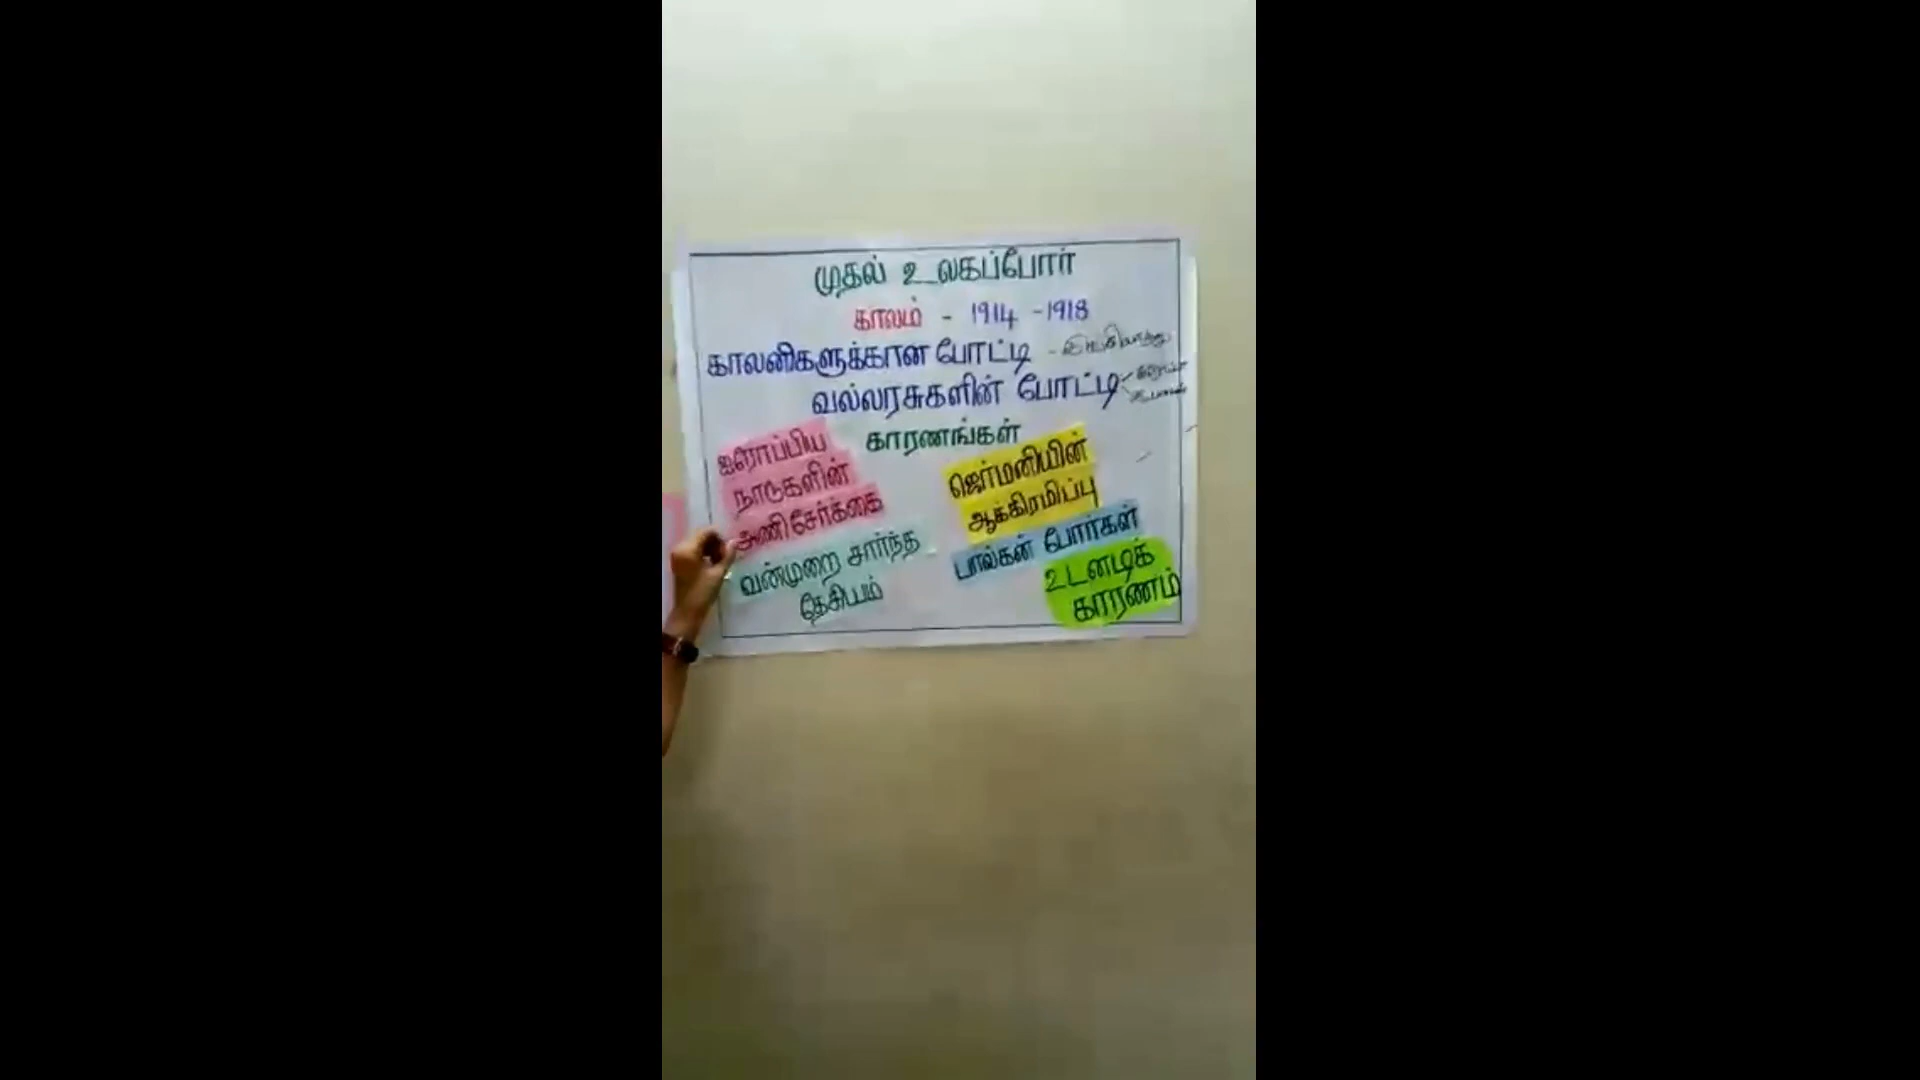 முதல் உலகப்போர்
காலம் - 1914 - 1918
காலனிகளுக்கான போட்டி -
வல்லரசுகளின் போட்டி
காரணங்கள்
ஐரோப்பிய
நாடுகளின்
அணிசேர்க்கை
வன்முறை சார்ந்த
தேசியம்
ஜெர்மனியின்
ஆக்கிரமிப்பு
பால்கன் போர்கள்
உடனடிக்
காரணம்